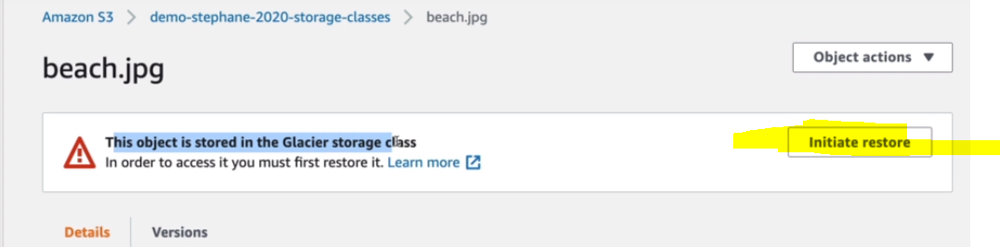 Amazon S3 > demo-stephane-2020-storage-classes > beach.jpg
Object actions ▼
beach.jpg
This object is stored in the Glacier storage class
Initiate restore
In order to access it you must first restore it. Learn more
Details
Versions